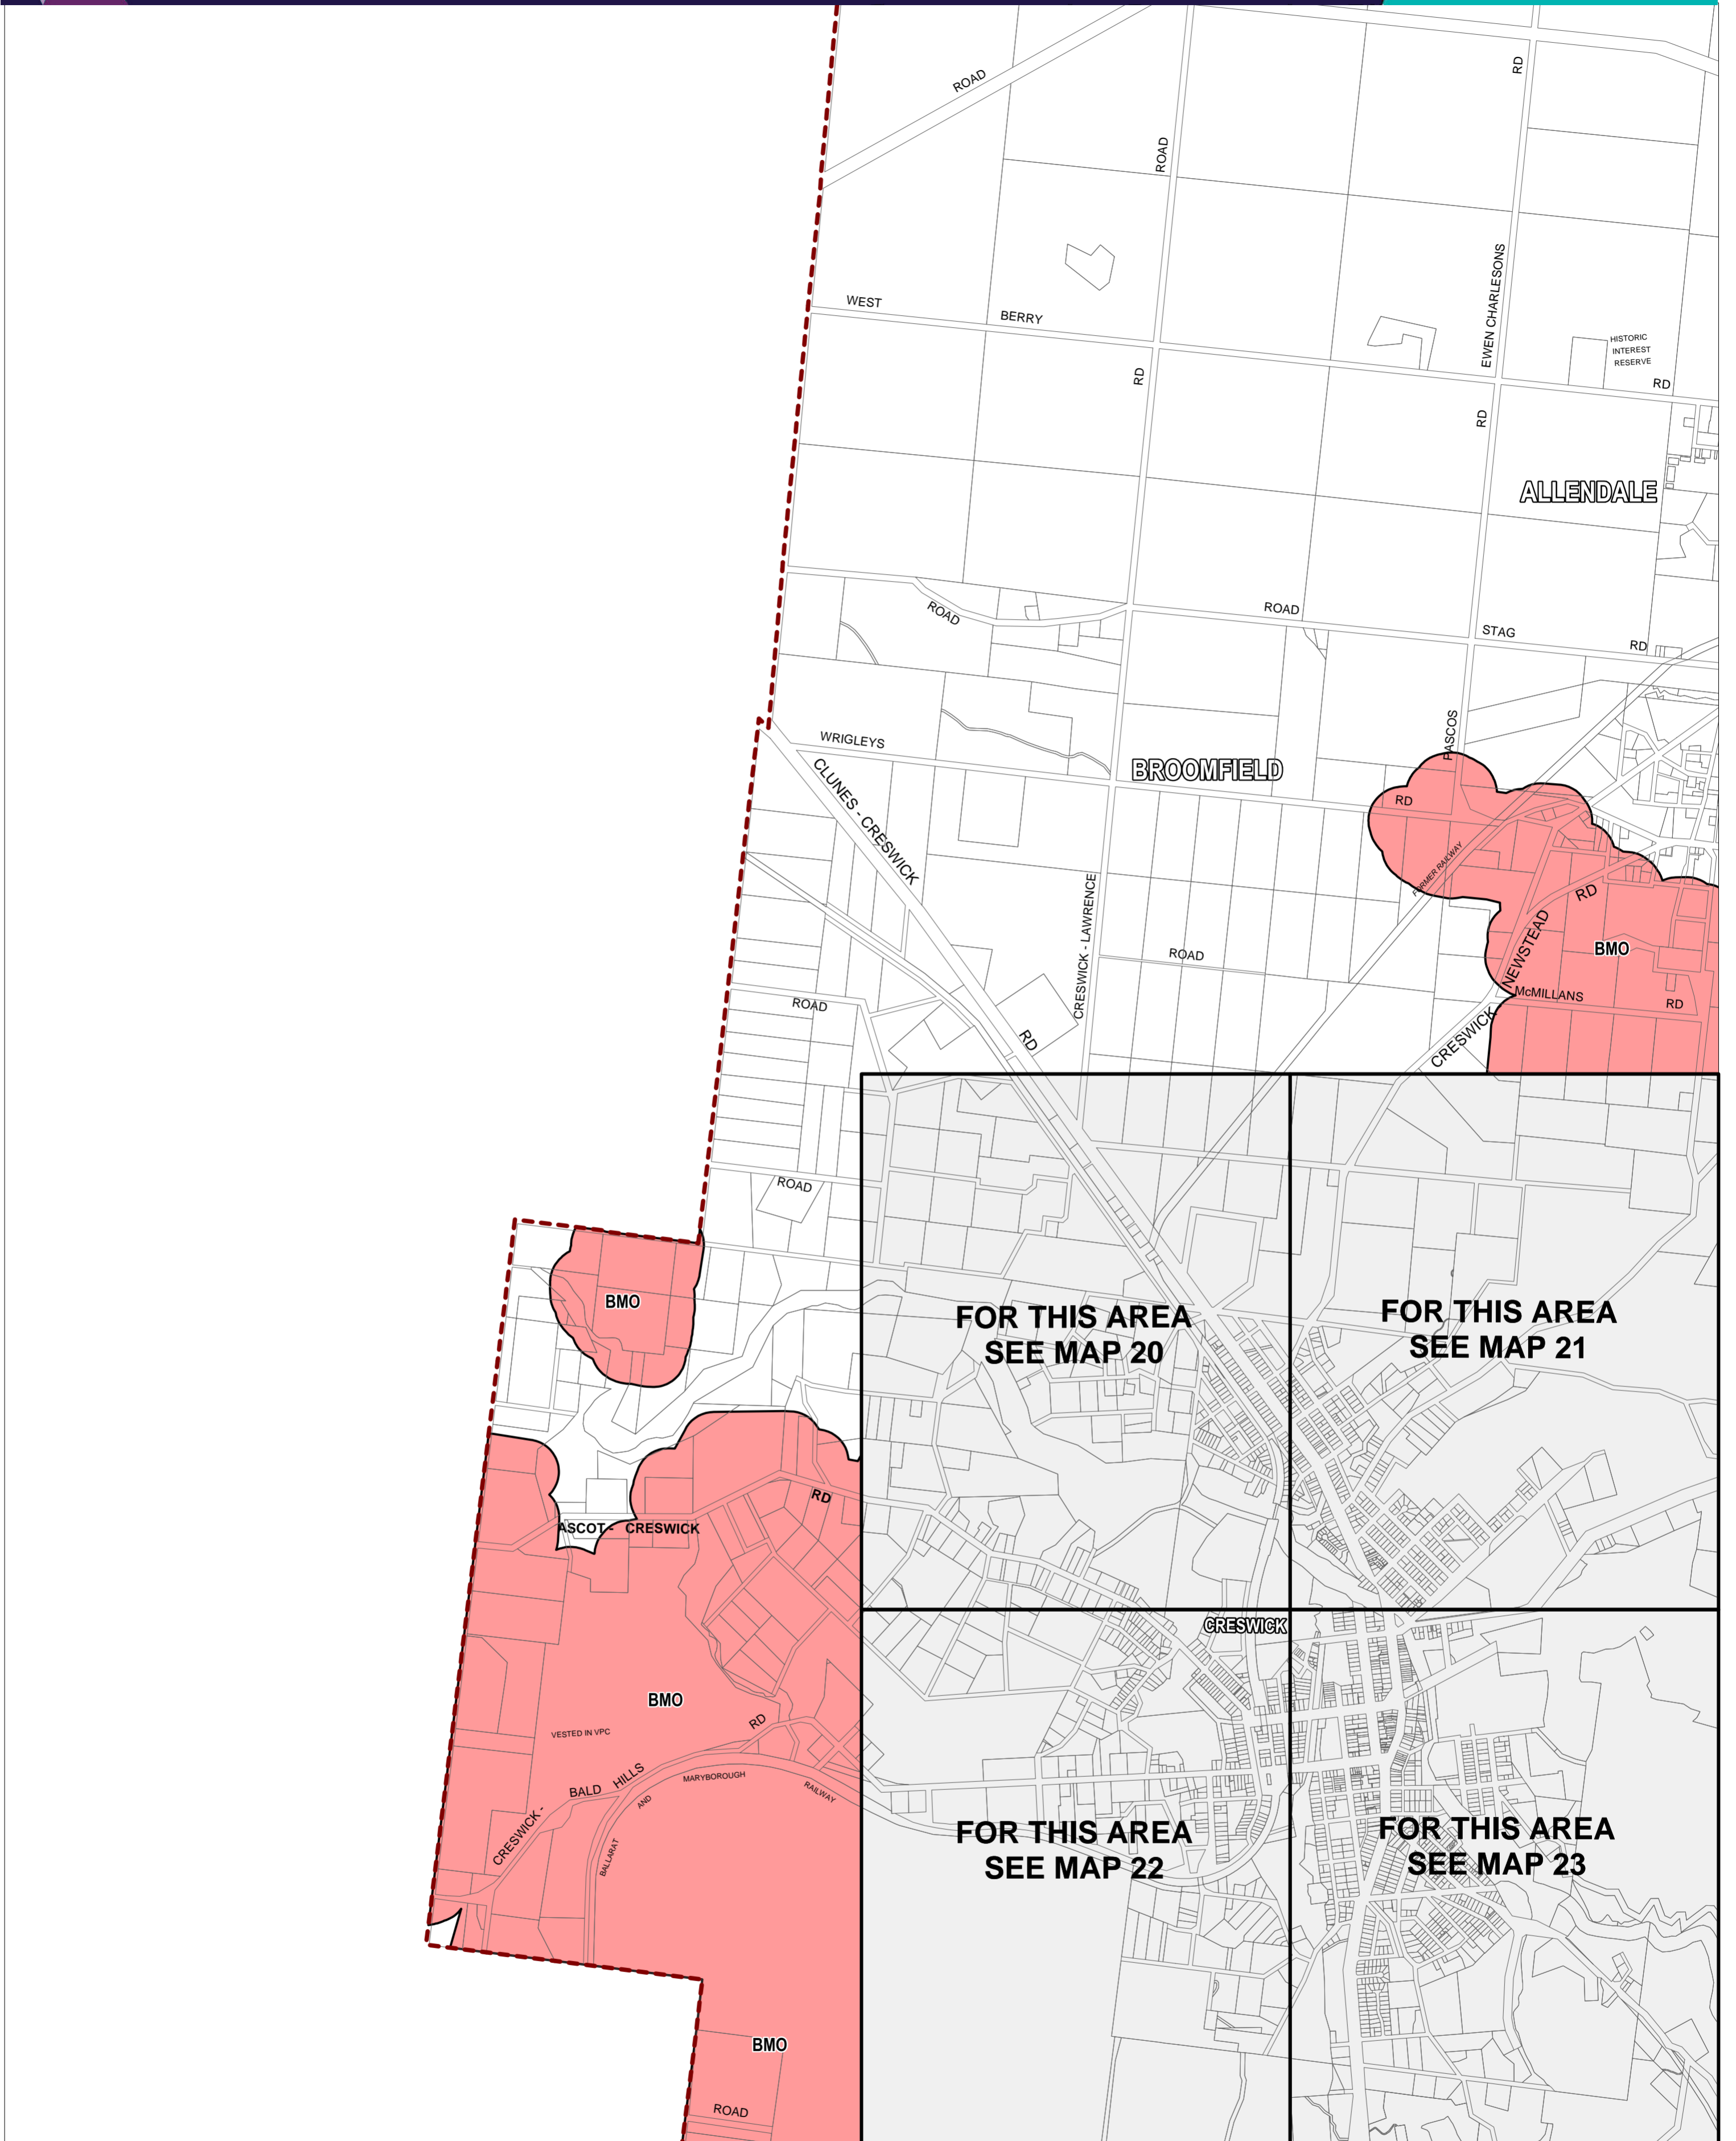 RD
ROAD
ROAD
WEST
BERRY
EWEN CHARLESONS
HISTORIC
INTEREST
RESERVE
RD
RD
RD
ALLENDALE
ROAD
ROAD
STAG
RD
PASCOS
WRIGLEYS
BROOMFIELD
CLUNES - CRESWICK
RD
FORMER RAILWAY
RD
CRESWICK - LAWRENCE
NEWSTEAD
BMO
ROAD
McMILLANS
RD
ROAD
RD
CRESWICK
ROAD
BMO
FOR THIS AREA
SEE MAP 20
FOR THIS AREA
SEE MAP 21
RD
ASCOT - CRESWICK
CRESWICK
BMO
VESTED IN VPC
RD
BALD HILLS
MARYBOROUGH
RAILWAY
AND
CRESWICK -
BALLARAT
FOR THIS AREA
SEE MAP 22
FOR THIS AREA
SEE MAP 23
BMO
ROAD